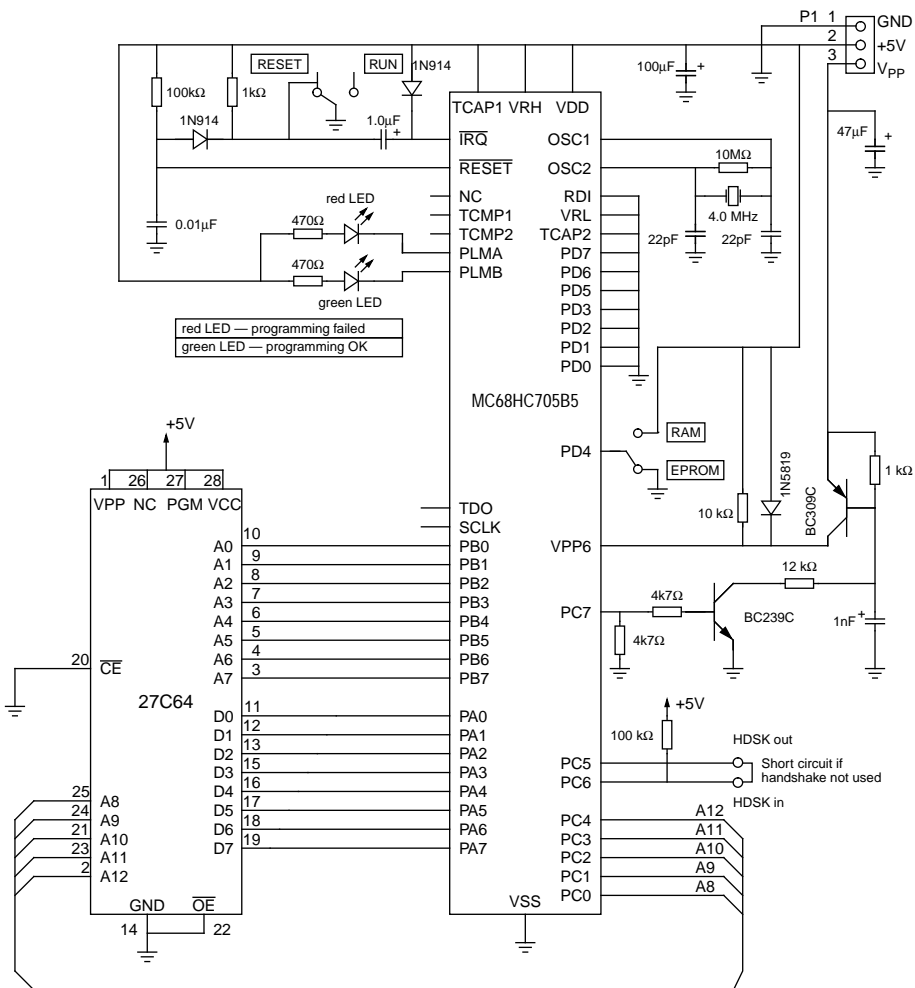 P1 1 GND
2 +5V
3 VPP
RESET RUN 1N914
100kΩ 1kΩ
1N914 1.0µF +
100µF +
47µF +
TCAP1 VRH VDD
IRQ OSC1
RESET OSC2
10MΩ
4.0 MHz
22pF 22pF
0.01µF
NC RDI
TCMP1 VRL
TCMP2 TCAP2
PLMA PD7
PLMB PD6
PD5
PD3
PD2
PD1
PD0
red LED
470Ω
470Ω
green LED
red LED — programming failed
green LED — programming OK
MC68HC705B5
PD4 RAM
EPROM
1N5819
10 kΩ
BC309C
1 kΩ
+5V
1 26 27 28
VPP NC PGM VCC
TDO
SCLK
VPP6
A0 10 PB0
A1 9 PB1
A2 8 PB2
A3 7 PB3
A4 6 PB4
A5 5 PB5
A6 4 PB6
A7 3 PB7
12 kΩ
PC7 4k7Ω
4k7Ω
BC239C
1nF +
20 CE
27C64
D0 11 PA0
D1 12 PA1
D2 13 PA2
D3 15 PA3
D4 16 PA4
D5 17 PA5
D6 18 PA6
D7 19 PA7
+5V
100 kΩ
HDSK out
PC5
PC6
Short circuit if
handshake not used
HDSK in
25 A8
24 A9
21 A10
23 A11
2 A12
PC4 A12
PC3 A11
PC2 A10
PC1 A9
PC0 A8
GND OE
14 22
VSS